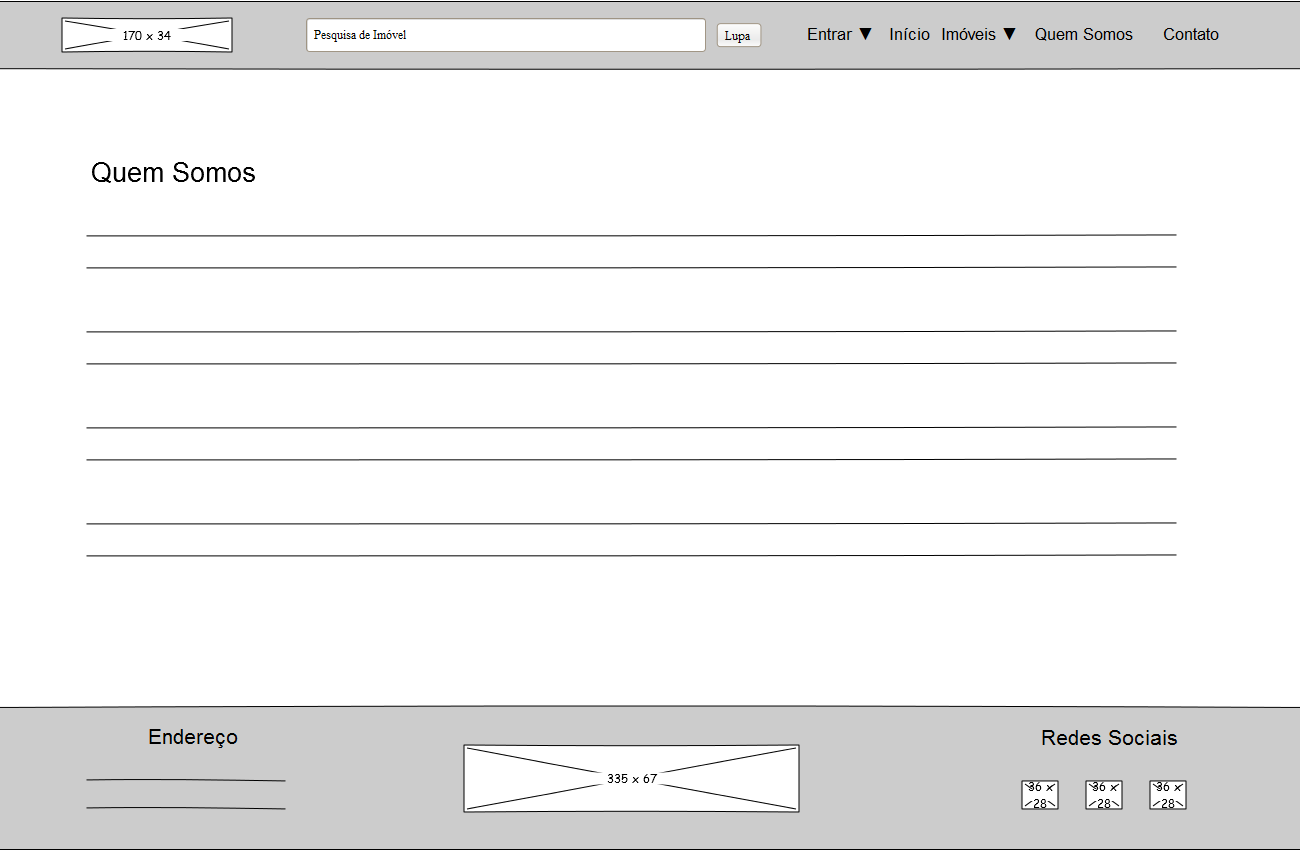 170 x 34
Pesquisa de Imóvel
Lupa
Entrar ▼ Início Imóveis ▼ Quem Somos Contato
Quem Somos
Endereço
335 x 67
Redes Sociais
36 x 28
36 x 28
36 x 28